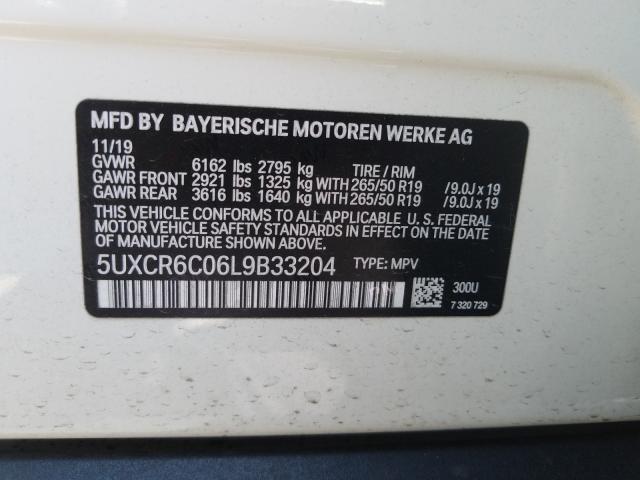 MFD BY BAYERISCHE MOTOREN WERKE AG
11/19
GVWR 6162 lbs 2795 kg TIRE / RIM
GAWR FRONT 2921 lbs 1325 kg WITH 265/50 R19 /9.0J x 19
GAWR REAR 3616 lbs 1640 kg WITH 265/50 R19 /9.0J x 19
THIS VEHICLE CONFORMS TO ALL APPLICABLE U. S. FEDERAL
MOTOR VEHICLE SAFETY STANDARDS IN EFFECT ON THE DATE OF
MANUFACTURE SHOWN ABOVE.
5UXCR6C06L9B33204 TYPE: MPV
300U
7 320 729